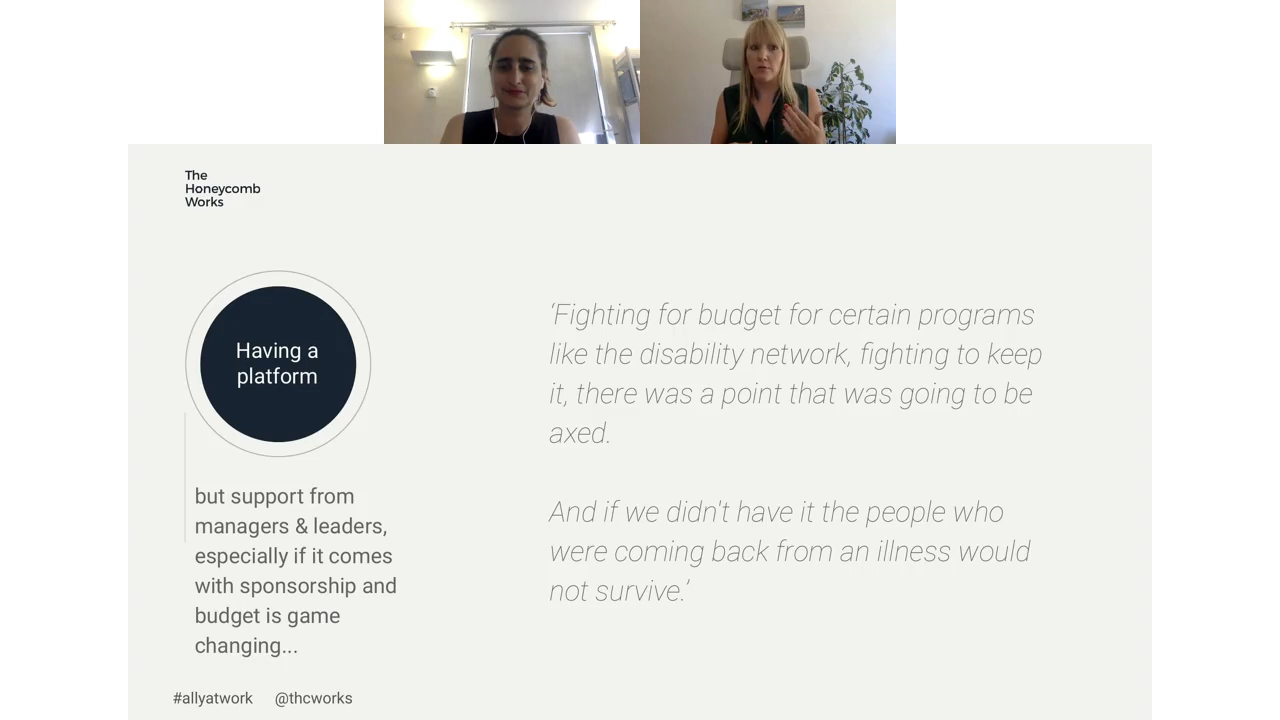 The
Honeycomb
Works
Having a
platform
but support from
managers & leaders,
especially if it comes
with sponsorship and
budget is game
changing...
‘Fighting for budget for certain programs
like the disability network, fighting to keep
it, there was a point that was going to be
axed.
And if we didn't have it the people who
were coming back from an illness would
not survive.’
#allyatwork @thcworks